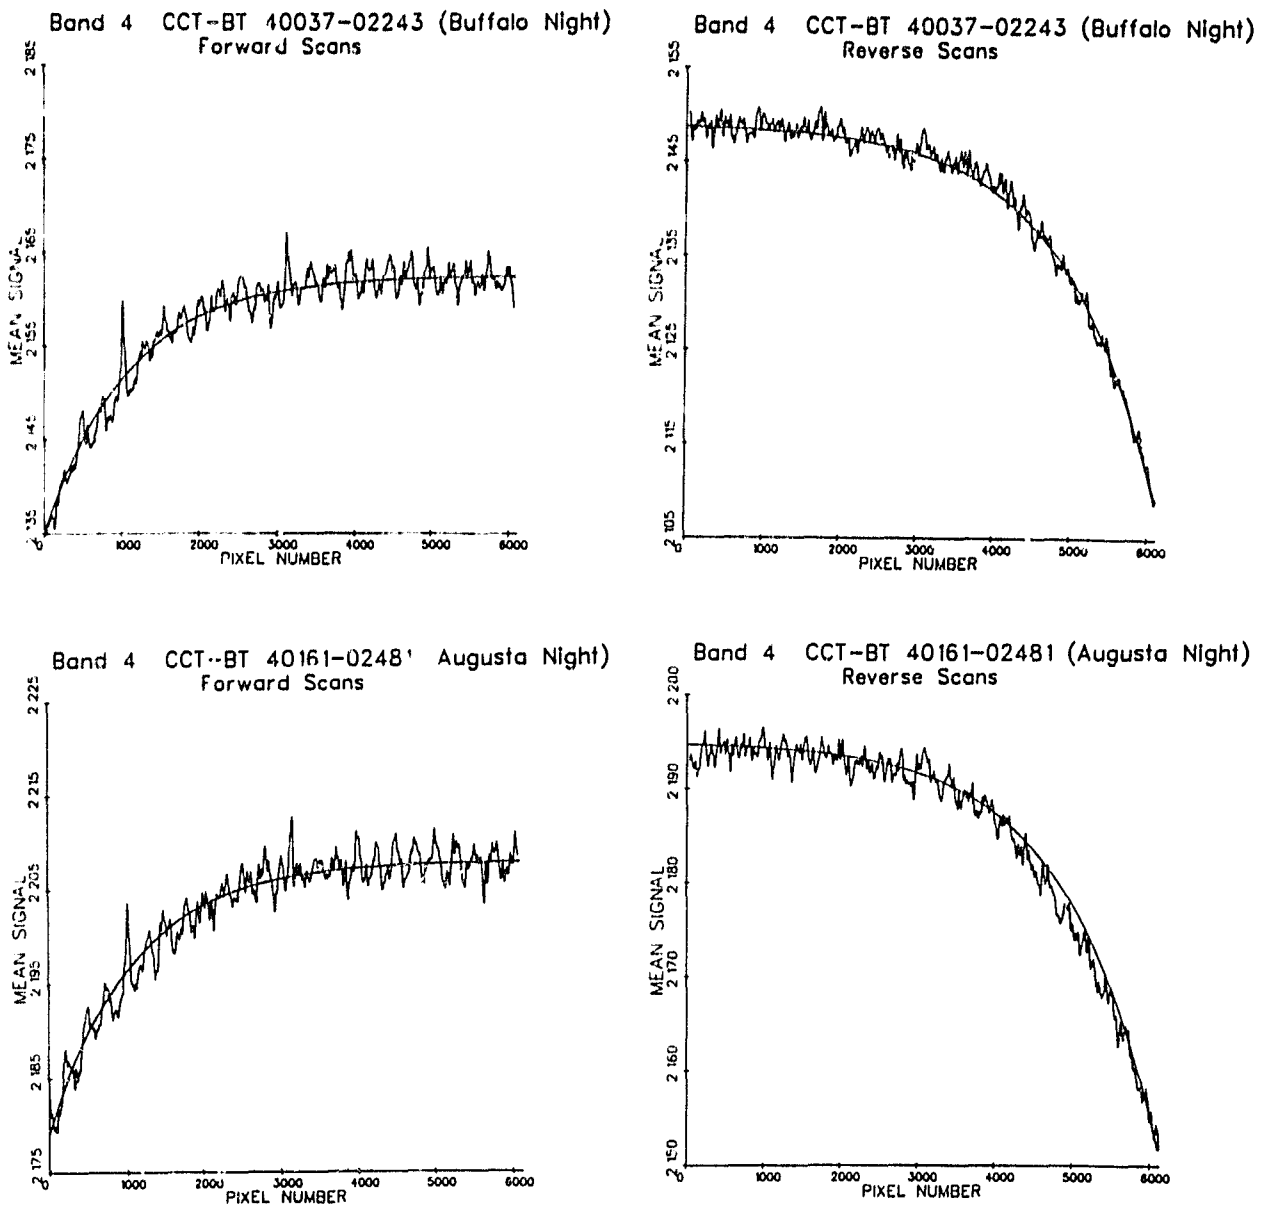 Band 4 CCT-BT 40037-02243 (Buffalo Night)
Forward Scans
2 185
2 175
2 165
2 155
2 145
MEAN SIGNAL
0 1000 2000 3000 4000 5000 6000
PIXEL NUMBER
Band 4 CCT-BT 40037-02243 (Buffalo Night)
Reverse Scans
2 155
2 145
2 135
2 125
2 115
2 105
MEAN SIGNAL
0 1000 2000 3000 4000 5000 6000
PIXEL NUMBER
Band 4 CCT-BT 40161-0248 Augusta Night)
Forward Scans
2 225
2 215
2 205
2 195
2 185
2 175
MEAN SIGNAL
0 1000 2000 3000 4000 5000 6000
PIXEL NUMBER
Band 4 CCT-BT 40161-02481 (Augusta Night)
Reverse Scans
2 200
2 190
2 180
2 170
2 160
2 150
MEAN SIGNAL
0 1000 2000 3000 4000 5000 6000
PIXEL NUMBER